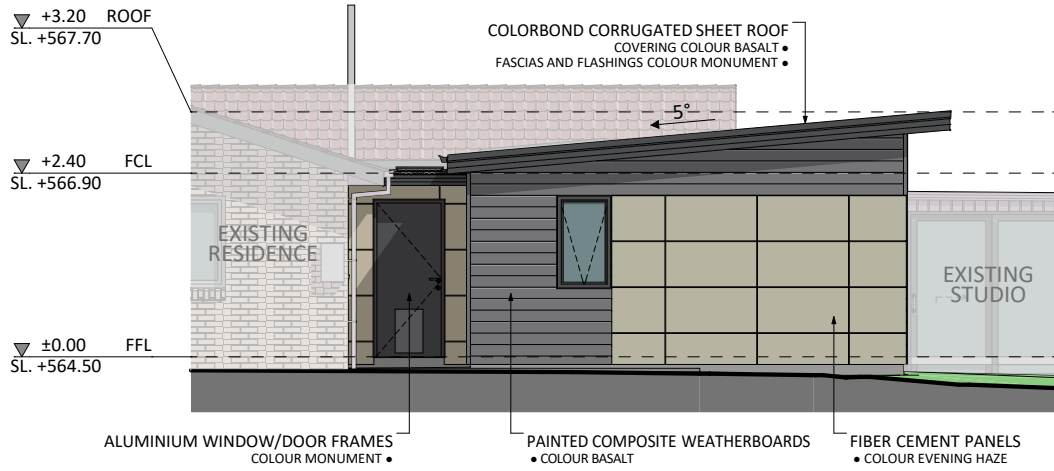 +3.20 ROOF
SL. +567.70
COLORBOND CORRUGATED SHEET ROOF
COVERING COLOUR BASALT ●
FASCIAS AND FLASHINGS COLOUR MONUMENT ●
5°
+2.40 FCL
SL. +566.90
EXISTING
RESIDENCE
EXISTING
STUDIO
±0.00 FFL
SL. +564.50
ALUMINIUM WINDOW/DOOR FRAMES
COLOUR MONUMENT ●
PAINTED COMPOSITE WEATHERBOARDS
● COLOUR BASALT
FIBER CEMENT PANELS
● COLOUR EVENING HAZE